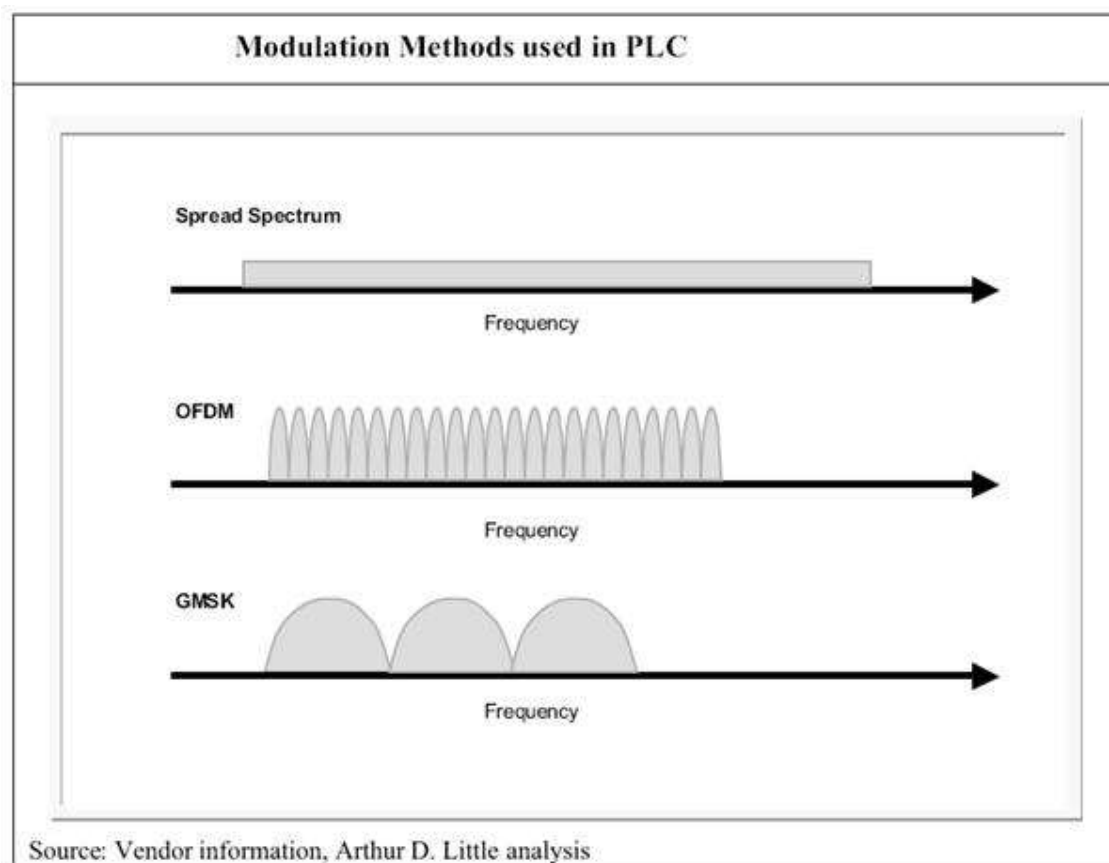 Modulation Methods used in PLC
Spread Spectrum
Frequency
OFDM
Frequency
GMSK
Frequency
Source: Vendor information, Arthur D. Little analysis